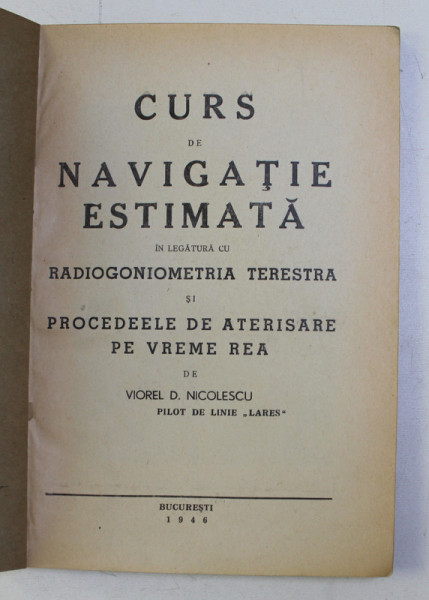 CURS
DE
NAVIGAŢIE
ESTIMATĂ
ÎN LEGĂTURĂ CU
RADIOGONIOMETRIA TERESTRA
ŞI
PROCEDEELE DE ATERISARE
PE VREME REA
DE
VIOREL D. NICOLESCU
PILOT DE LINIE „LARES"
BUCUREŞTI
1946